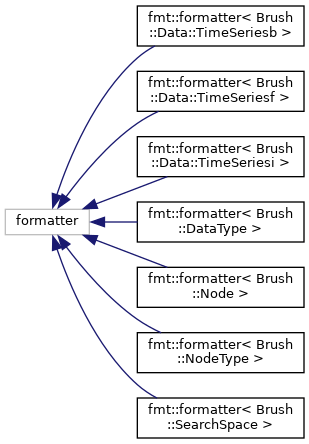 fmt::formatter< Brush
::Data::TimeSeriesb >
fmt::formatter< Brush
::Data::TimeSeriesf >
fmt::formatter< Brush
::Data::TimeSeriesi >
formatter
fmt::formatter< Brush
::DataType >
fmt::formatter< Brush
::Node >
fmt::formatter< Brush
::NodeType >
fmt::formatter< Brush
::SearchSpace >